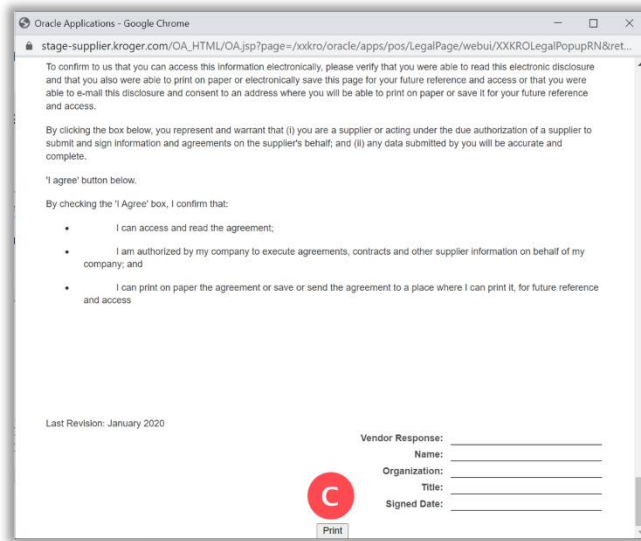 Oracle Applications - Google Chrome
stage-supplier.kroger.com/OA_HTML/OA.jsp?page=/xxkro/oracle/apps/pos/LegalPage/webui/XXKROLegalPopupRN&ret...
To confirm to us that you can access this information electronically, please verify that you were able to read this electronic disclosure
and that you also were able to print on paper or electronically save this page for your future reference and access or that you were
able to e-mail this disclosure and consent to an address where you will be able to print on paper or save it for your future reference
and access.
By clicking the box below, you represent and warrant that (i) you are a supplier or acting under the due authorization of a supplier to
submit and sign information and agreements on the supplier's behalf; and (ii) any data submitted by you will be accurate and
complete.
'I agree' button below.
By checking the 'I Agree' box, I confirm that:
• I can access and read the agreement;
• I am authorized by my company to execute agreements, contracts and other supplier information on behalf of my
company; and
• I can print on paper the agreement or save or send the agreement to a place where I can print it, for future reference
and access
Last Revision: January 2020
Vendor Response:
Name:
Organization:
Title:
Signed Date:
C
Print